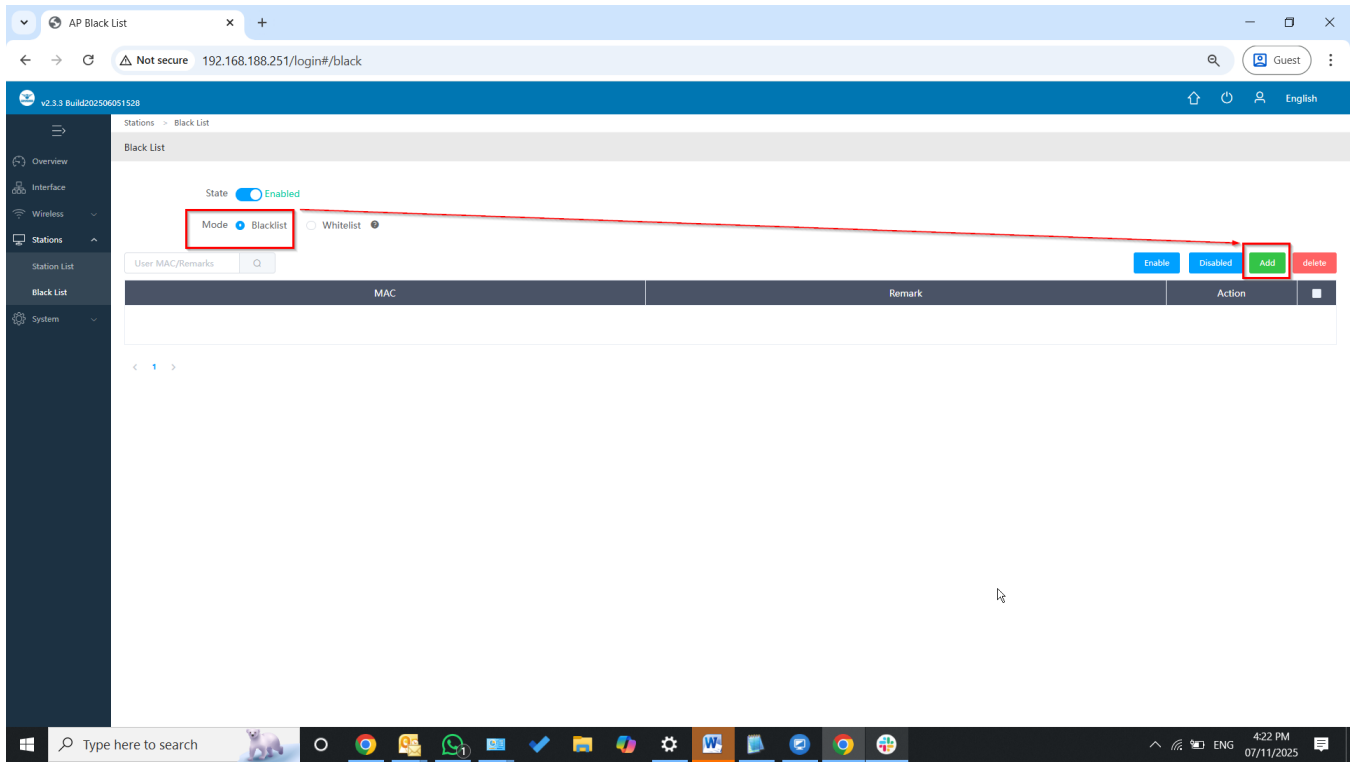 AP Black List
Not secure 192.168.188.251/login#/black
Guest
v2.3.3 Build202506051528
English
Stations > Black List
Black List
Overview
Interface
Wireless
Stations
Station List
Black List
System
State Enabled
Mode Blacklist Whitelist
User MAC/Remarks
Enable Disabled Add delete
MAC Remark Action
< 1 >
Type here to search
ENG
4:22 PM
07/11/2025